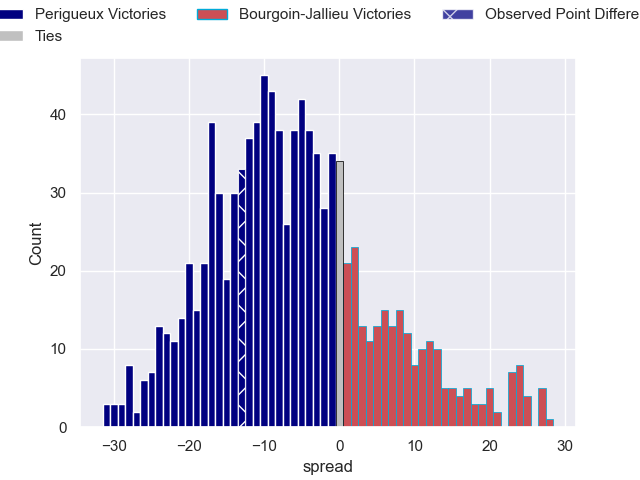 Perigueux Victories
Bourgoin-Jallieu Victories
Observed Point Differe
Ties
40
30
20
10
0
Count
−30
−20
−10
0
10
20
30
spread